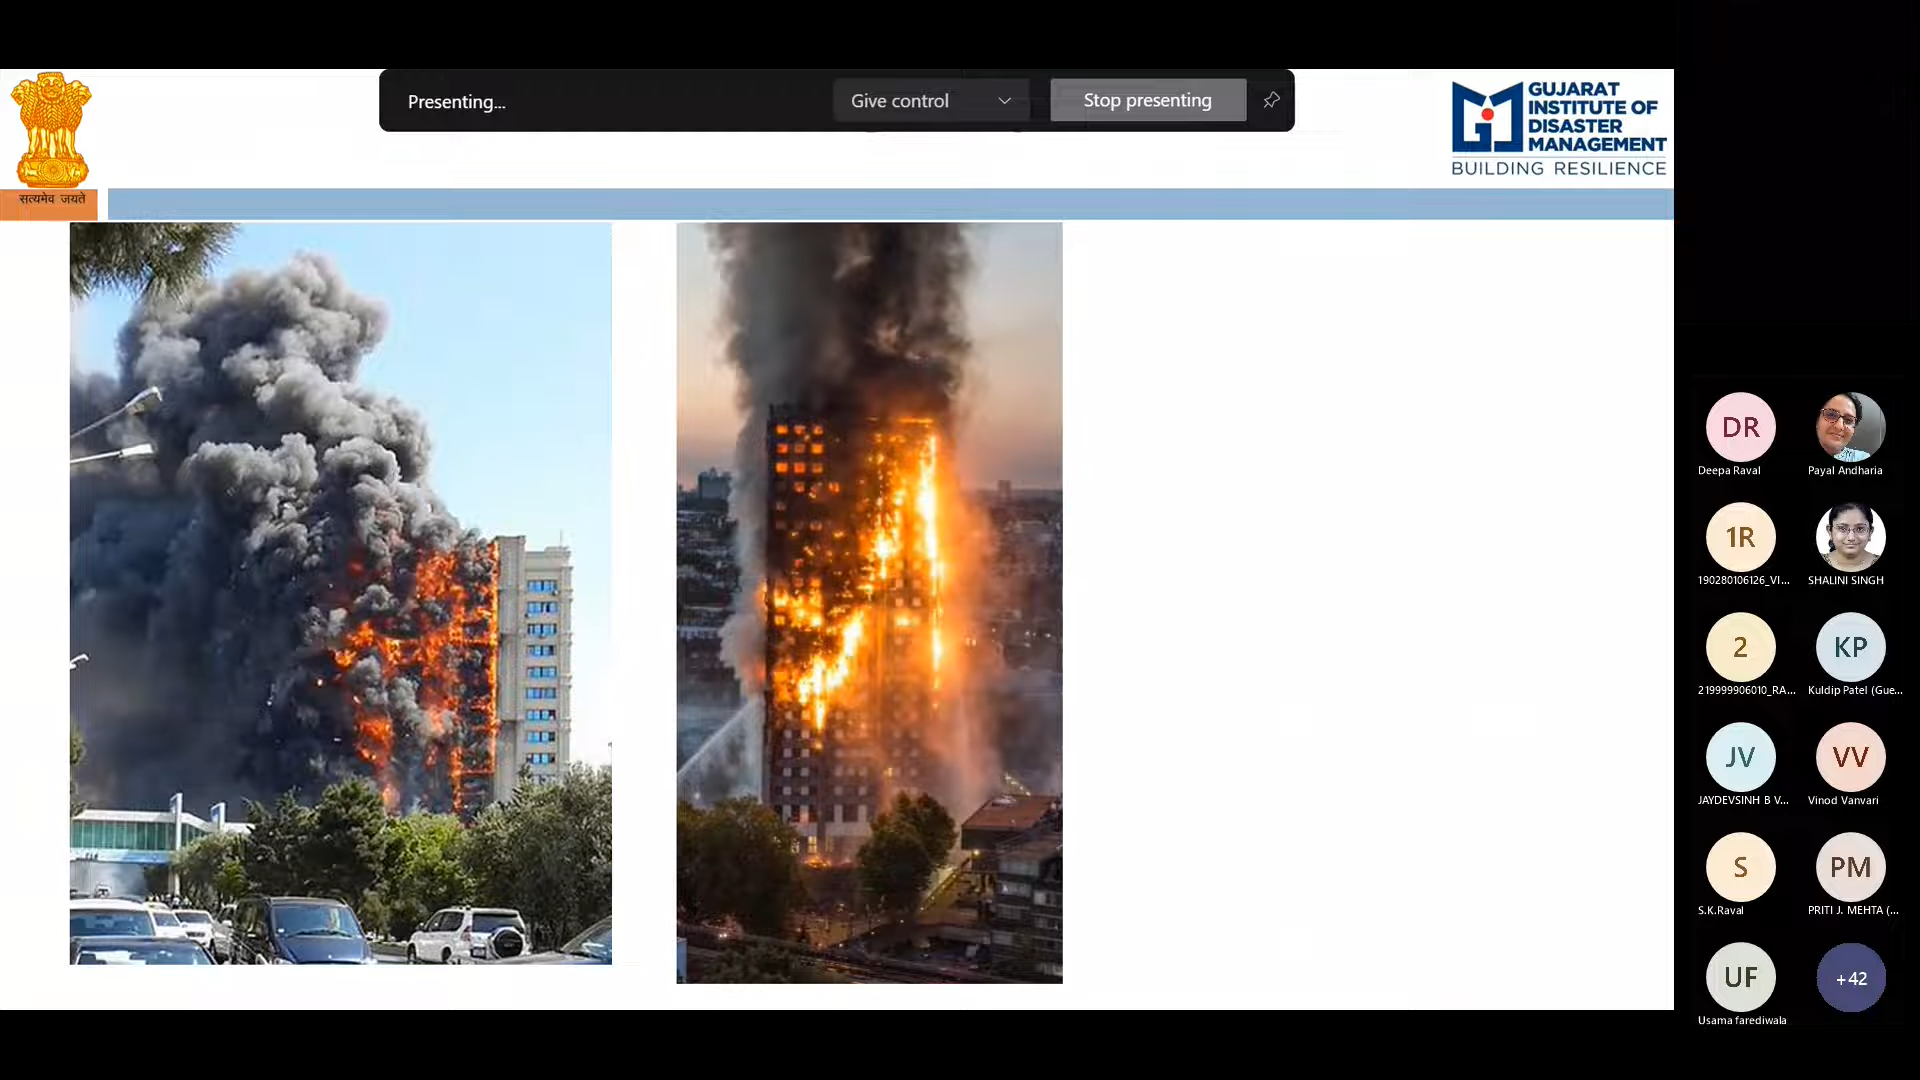 Presenting...
Give control
Stop presenting
GUJARAT
INSTITUTE OF
DISASTER
MANAGEMENT
BUILDING RESILIENCE
सत्यमेव जयते
DR
Deepa Raval
Payal Andharia
1R
190280106126_VI...
SHALINI SINGH
2
219999906010_RA...
KP
Kuldip Patel (Gue...
JV
JAYDEVSINH B V...
VV
Vinod Vanvari
S
S.K.Raval
PM
PRITI J. MEHTA (...
UF
Usama farediwala
+42